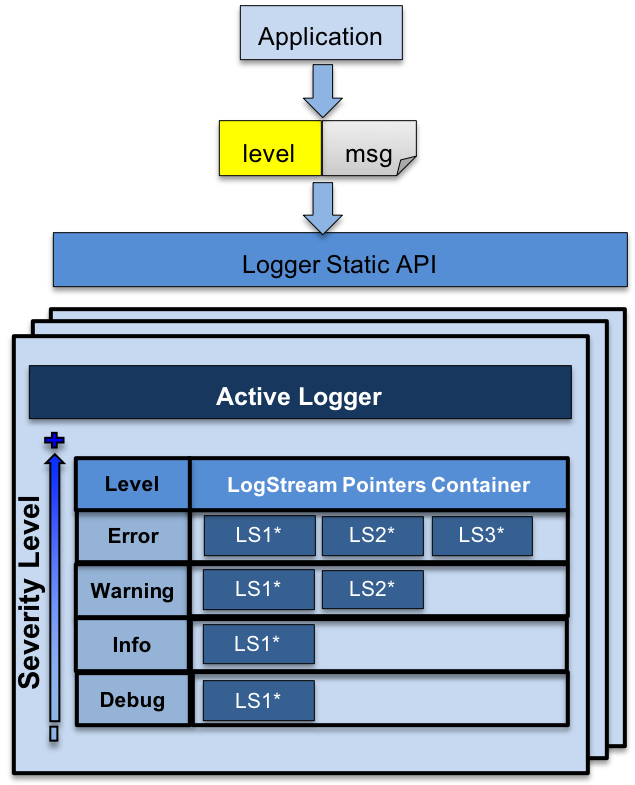 Application
level
msg
Logger Static API
Active Logger
Severity Level
Level
LogStream Pointers Container
Error
LS1*
LS2*
LS3*
Warning
LS1*
LS2*
Info
LS1*
Debug
LS1*